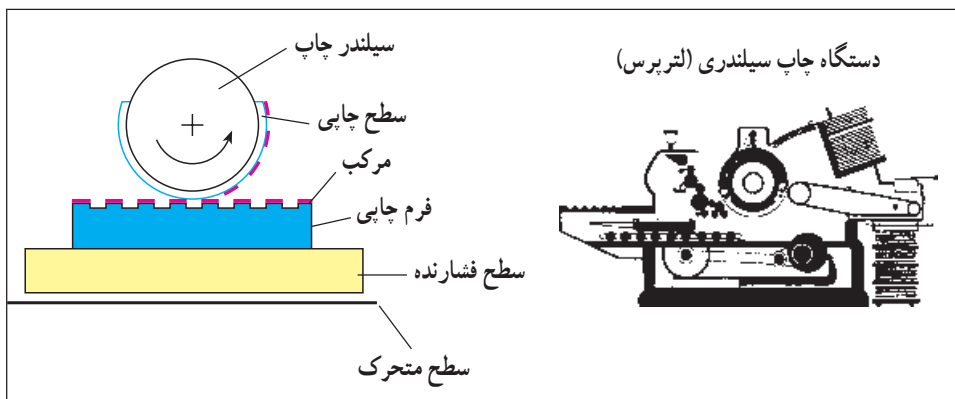 دستگاه چاپ سیلندری (لترپرس)
سیلندر چاپ
سطح چاپی
مرکب
فرم چاپی
سطح فشارنده
سطح متحرک